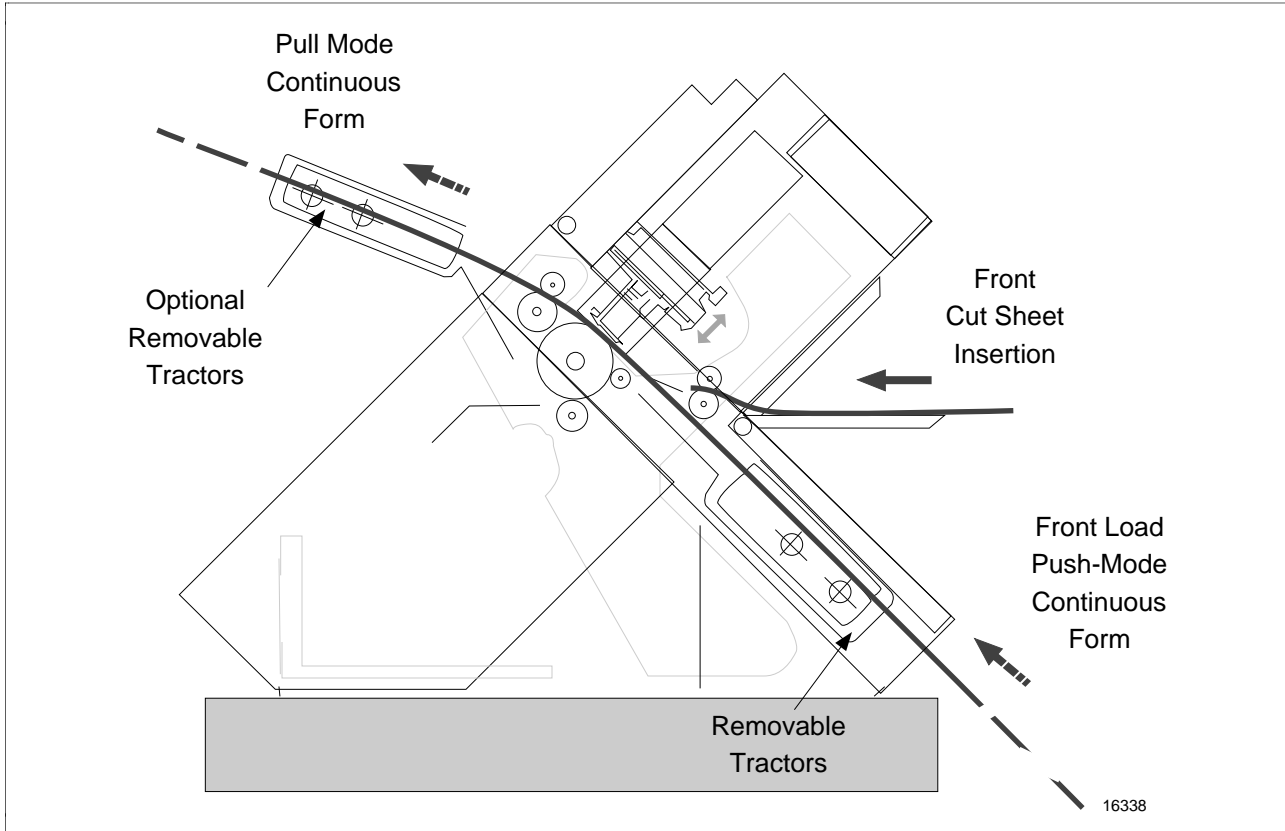 Pull Mode
Continuous
Form
Optional
Removable
Tractors
Front
Cut Sheet
Insertion
Front Load
Push-Mode
Continuous
Form
Removable
Tractors
16338